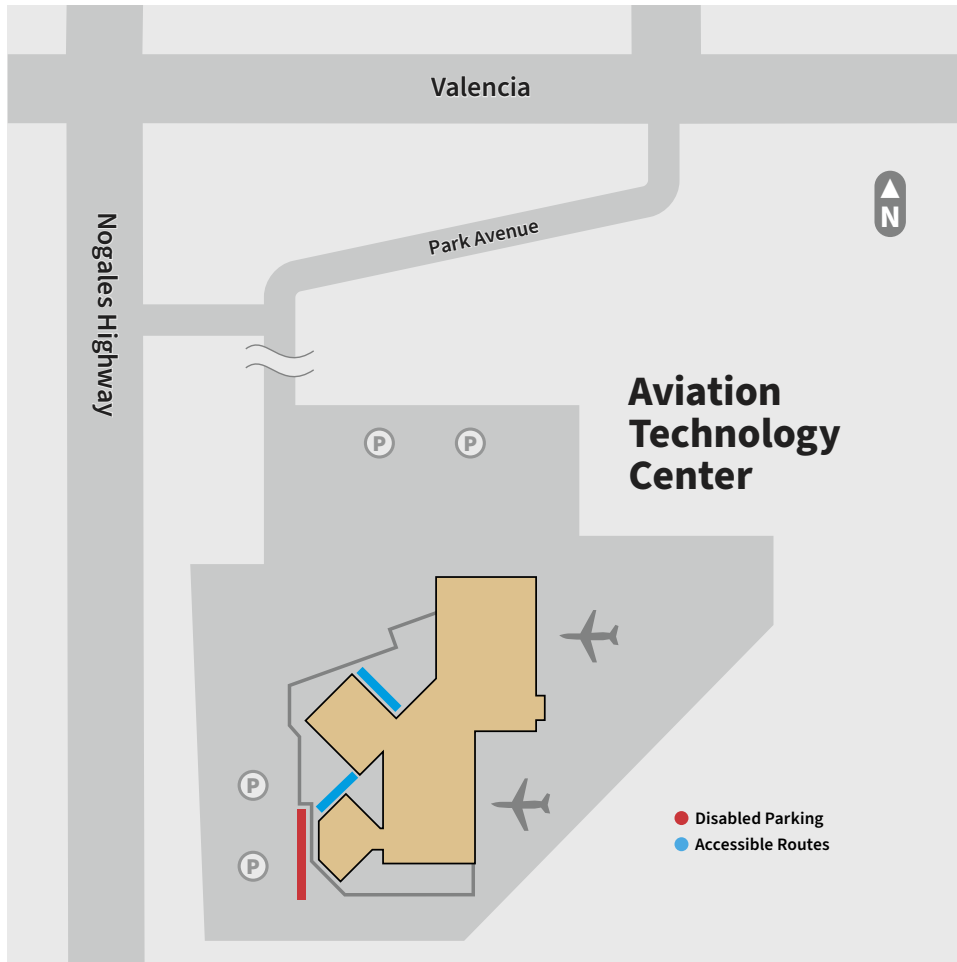 Valencia
N
Nogales Highway
Park Avenue
Aviation
Technology
Center
P
P
P
P
Disabled Parking
Accessible Routes